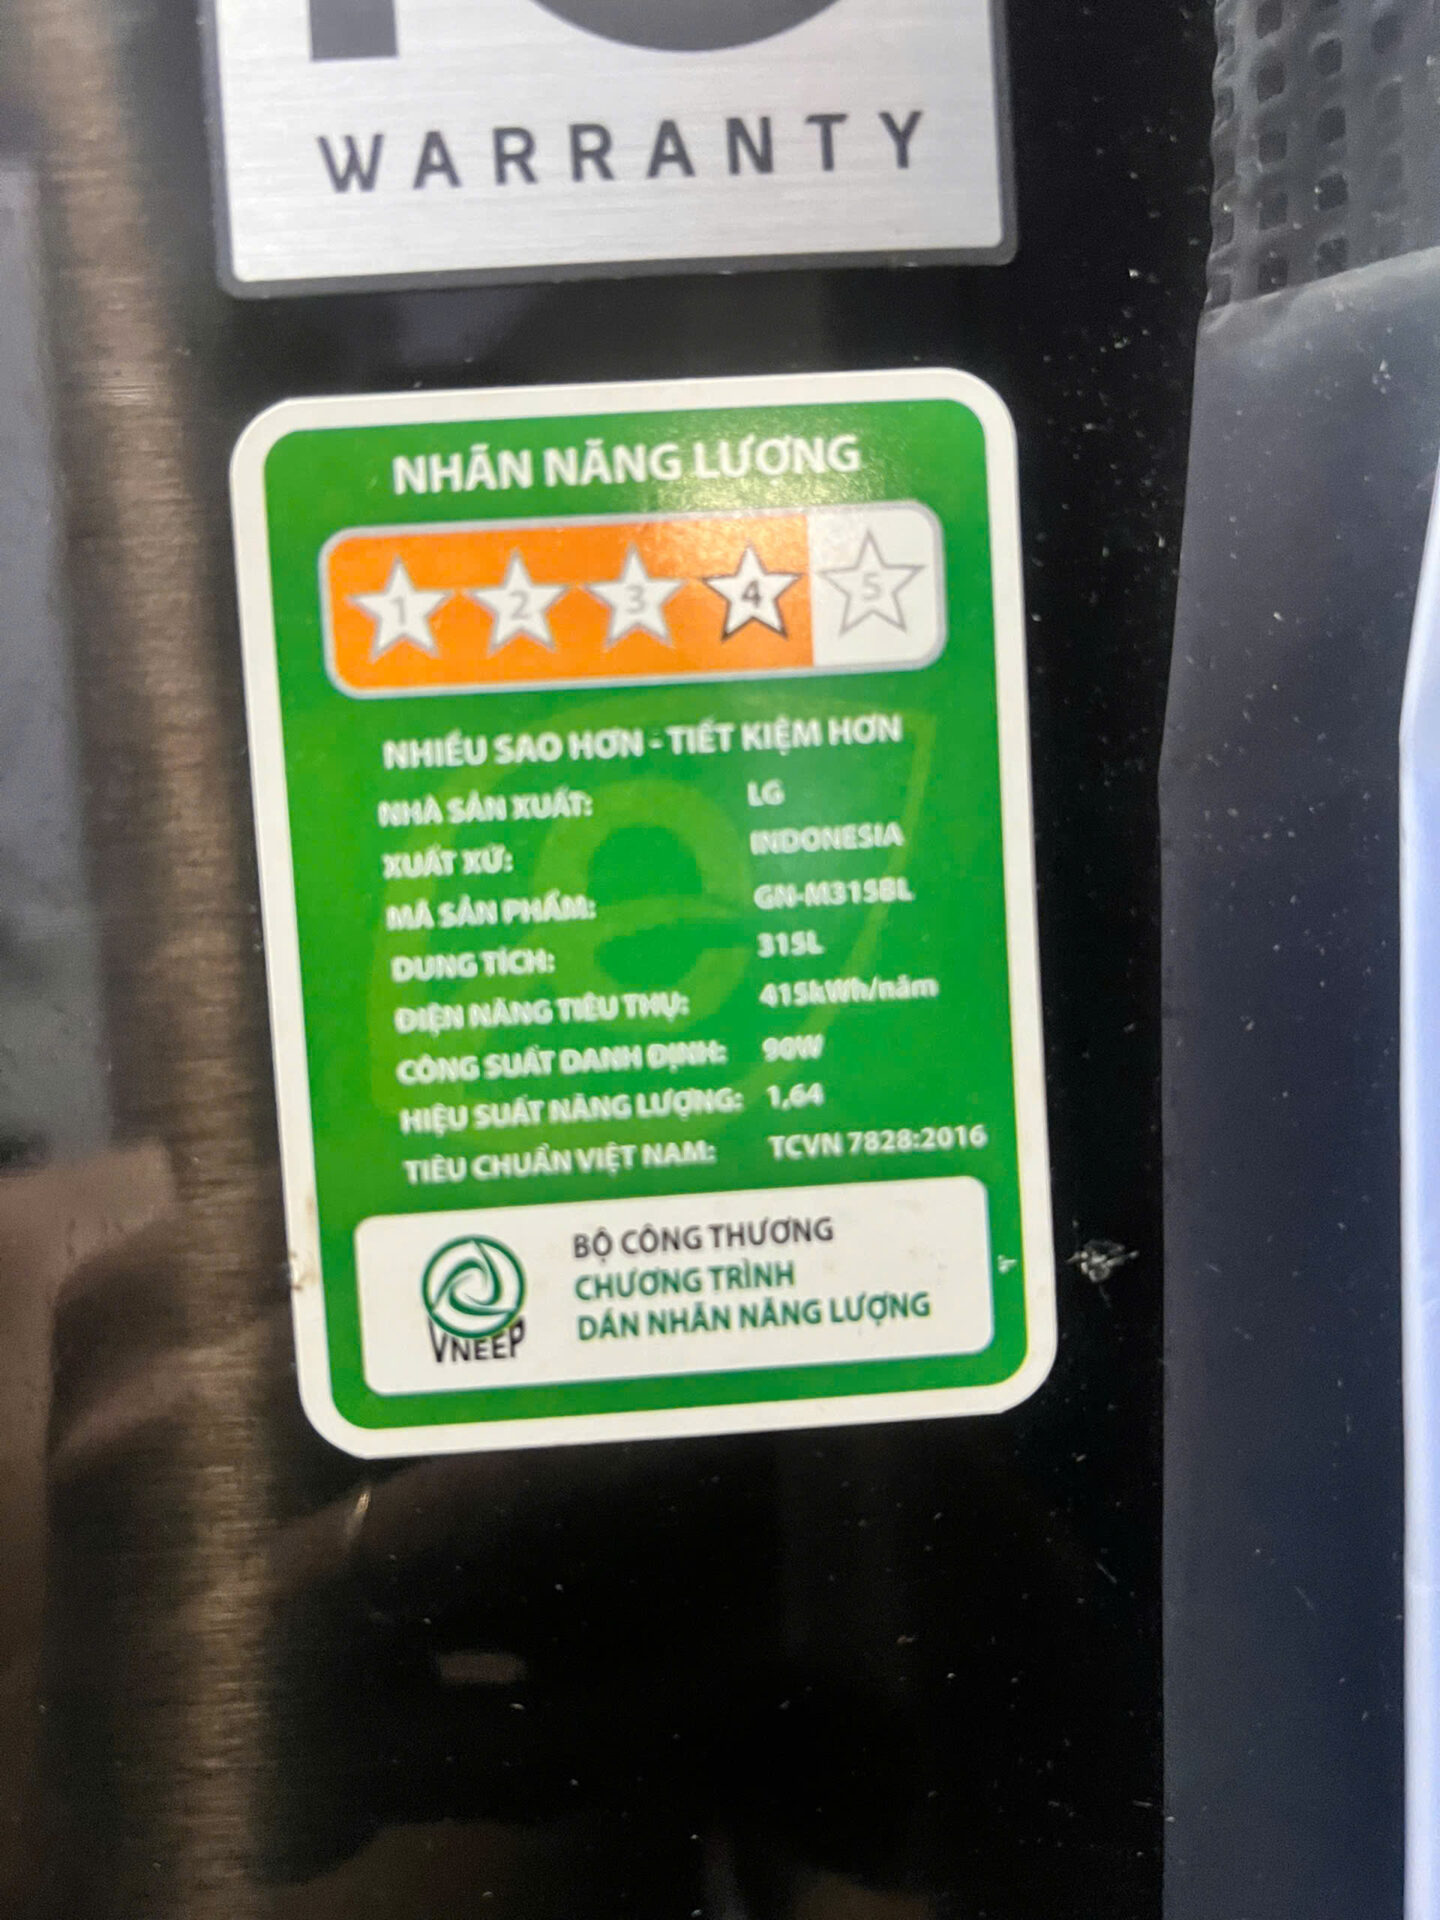 WARRANTY
NHÃN NĂNG LƯỢNG
1 2 3 4 5
NHIỀU SAO HƠN - TIẾT KIỆM HƠN
NHÀ SẢN XUẤT: LG
XUẤT XỨ: INDONESIA
MÃ SẢN PHẨM: GN-M315BL
DUNG TÍCH: 315L
ĐIỆN NĂNG TIÊU THỤ: 415kWh/năm
CÔNG SUẤT DANH ĐỊNH: 90W
HIỆU SUẤT NĂNG LƯỢNG: 1,64
TIÊU CHUẨN VIỆT NAM: TCVN 7828:2016
BỘ CÔNG THƯƠNG
CHƯƠNG TRÌNH
DÁN NHÃN NĂNG LƯỢNG
VNEEP